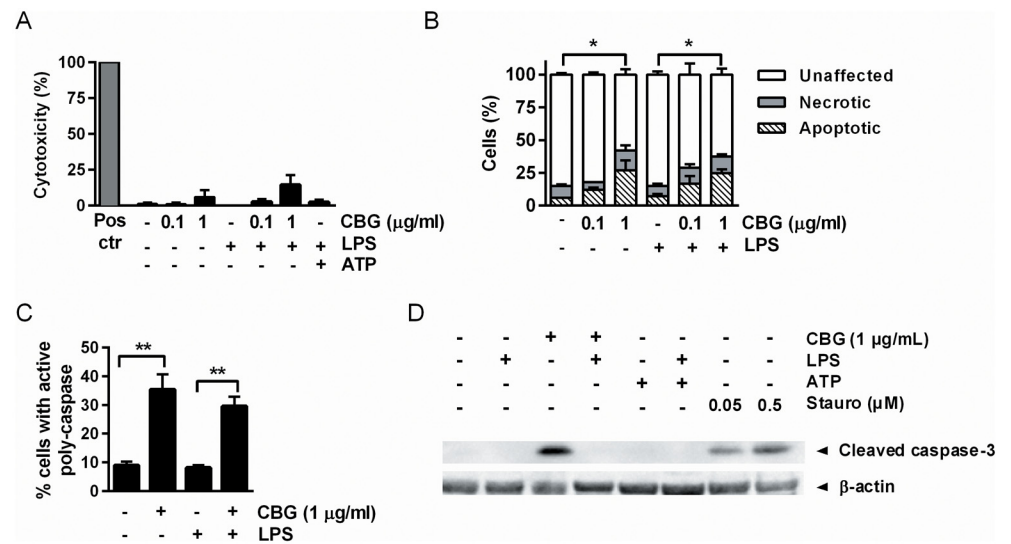 A
Cytotoxicity (%)
100
75
50
25
0
Pos ctr
- 0.1 1 - 0.1 1 - CBG (μg/ml)
- - - + + + + LPS
- - - - - - + ATP
B
*
*
Cells (%)
100
75
50
25
0
Unaffected
Necrotic
Apoptotic
- 0.1 1 - 0.1 1 CBG (μg/ml)
- - - + + + LPS
C
% cells with active
poly-caspase
50
40
30
20
10
0
**
**
- + - + CBG (1 μg/ml)
- - + + LPS
D
- - + + - - - - CBG (1 μg/mL)
- + - + - + - - LPS
- - - - + + - - ATP
- - - - - - 0.05 0.5 Stauro (μM)
◄ Cleaved caspase-3
◄ β-actin